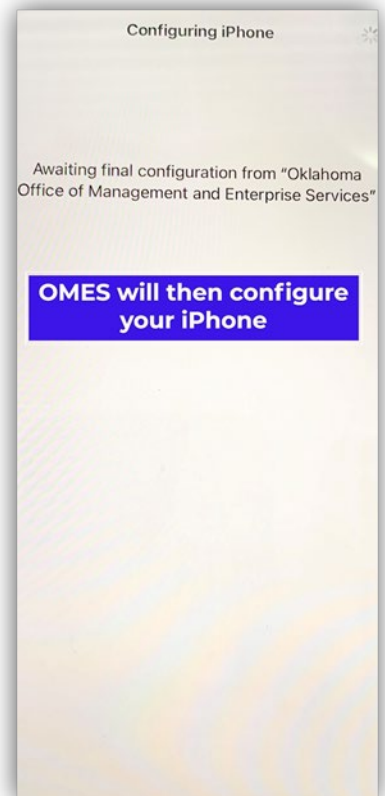 Configuring iPhone
Awaiting final configuration from “Oklahoma
Office of Management and Enterprise Services”
OMES will then configure
your iPhone